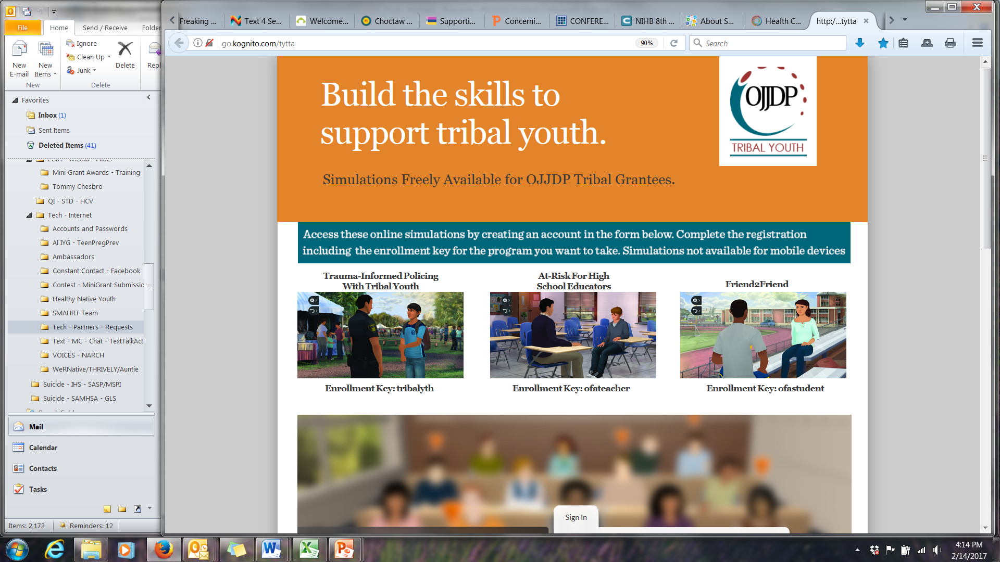 File
Home
Send / Receive
Folder
New
E-mail
New
Items
Ignore
Clean Up
Junk
Delete
Repl
New
Delete
Favorites
Inbox (1)
Sent Items
Deleted Items (41)
LGBT - Media - Pilots
Mini Grant Awards - Training
Tommy Chesbro
QI - STD - HCV
Tech - Internet
Accounts and Passwords
AI IYG - TeenPregPrev
Ambassadors
Constant Contact - Facebook
Contest - MiniGrant Submissio
Healthy Native Youth
SMAHRT Team
Tech - Partners - Requests
Text - MC - Chat - TextTalkAct
VOICES - NARCH
WeRNative/THRIVELY/Auntie
Suicide - IHS - SASP/MSPI
Suicide - SAMHSA - GLS
Mail
Calendar
Contacts
Tasks
Items: 2,172
Reminders: 12
Freaking ...
Text 4 Se...
Welcome...
Choctaw ...
Supporti...
Concerni...
CONFERE...
NIHB 8th ...
About S...
Health C...
http:/...tytta
go.kognito.com/tytta
90%
Search
Build the skills to
support tribal youth.
Simulations Freely Available for OJJDP Tribal Grantees.
OJJDP
TRIBAL YOUTH
Access these online simulations by creating an account in the form below. Complete the registration
including the enrollment key for the program you want to take. Simulations not available for mobile devices
Trauma-Informed Policing
With Tribal Youth
Enrollment Key: tribalyth
At-Risk For High
School Educators
Enrollment Key: ofateacher
Friend2Friend
Enrollment Key: ofastudent
Sign In
4:14 PM
2/14/2017